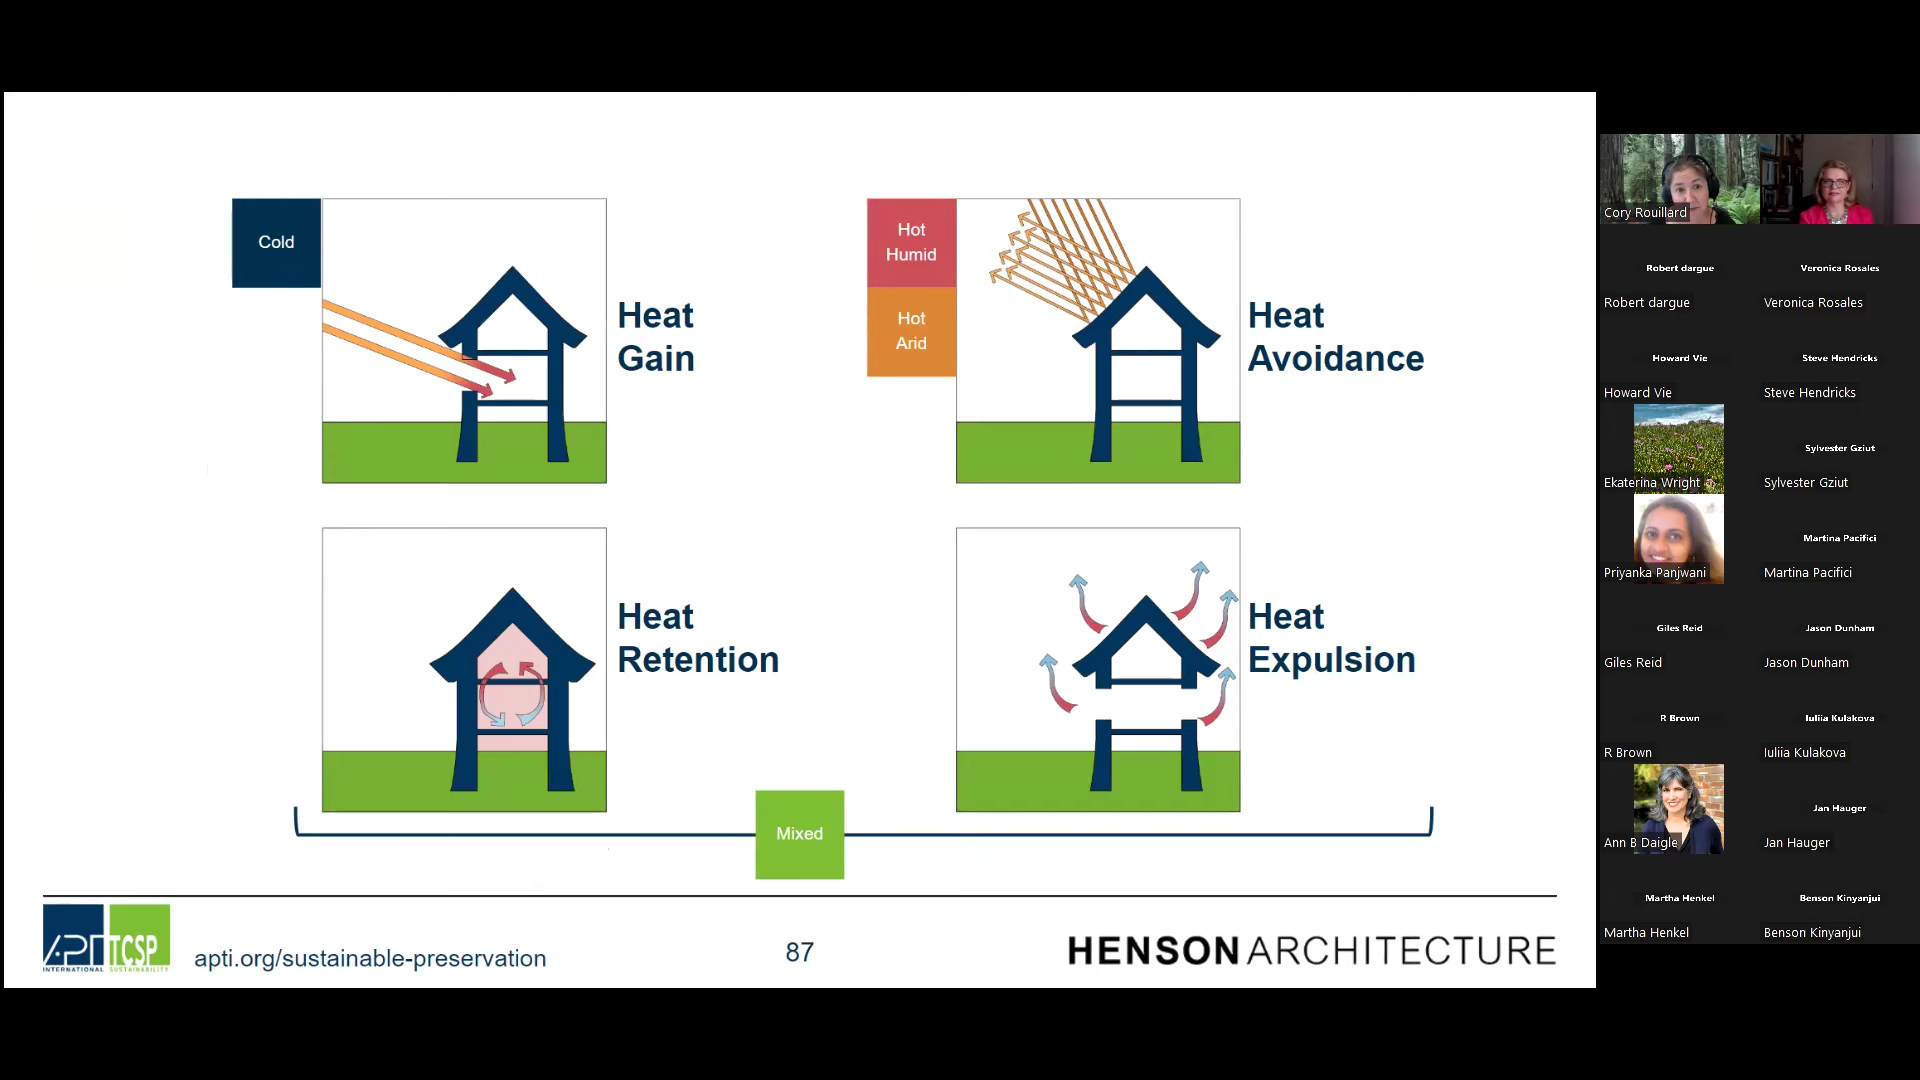 Cold
Heat
Gain
Hot
Humid
Hot
Arid
Heat
Avoidance
Heat
Retention
Heat
Expulsion
Mixed
APT TCSP
INTERNATIONAL SUSTAINABILITY
apti.org/sustainable-preservation
87
HENSON ARCHITECTURE
Cory Rouillard
Robert dargue
Veronica Rosales
Robert dargue
Veronica Rosales
Howard Vie
Steve Hendricks
Howard Vie
Steve Hendricks
Sylvester Gziut
Ekaterina Wright
Sylvester Gziut
Martina Pacifici
Priyanka Panjwani
Martina Pacifici
Giles Reid
Jason Dunham
Giles Reid
Jason Dunham
R Brown
Iuliia Kulakova
R Brown
Iuliia Kulakova
Jan Hauger
Ann B Daigle
Jan Hauger
Martha Henkel
Benson Kinyanjui
Martha Henkel
Benson Kinyanjui